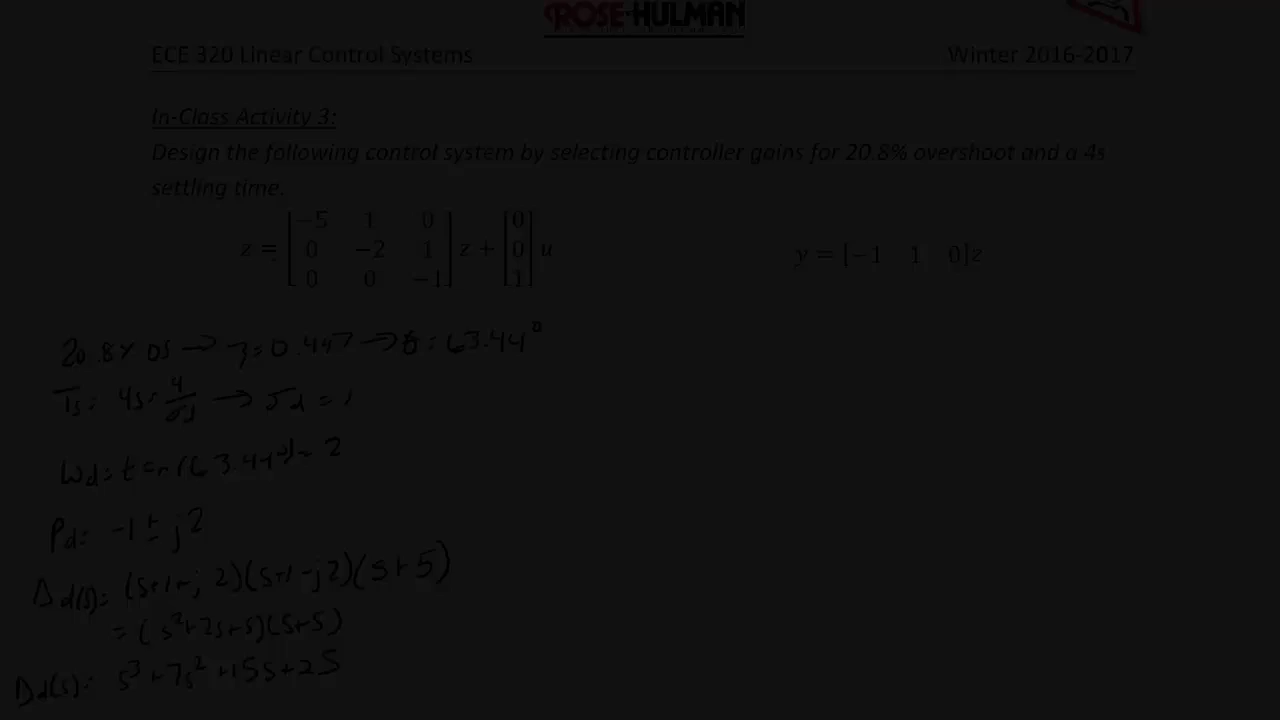 ROSE-HULMAN
ECE 320 Linear Control Systems Winter 2016-2017
In-Class Activity 3:
Design the following control system by selecting controller gains for 20.8% overshoot and a 4s
settling time.
z = [−5 1 0; 0 −2 1; 0 0 −1] z + [0; 0; 1] u y = [−1 1 0]z
20.8% OS → ζ = 0.447 → θ = 63.44°
Ts = 4s = 4/σd → σd = 1
ωd = tan(63.44°) = 2
Pd = -1 ± j2
Δd(s) = (s+1+j2)(s+1-j2)(s+5)
= (s²+2s+5)(s+5)
Δd(s) = s³+7s²+15s+25